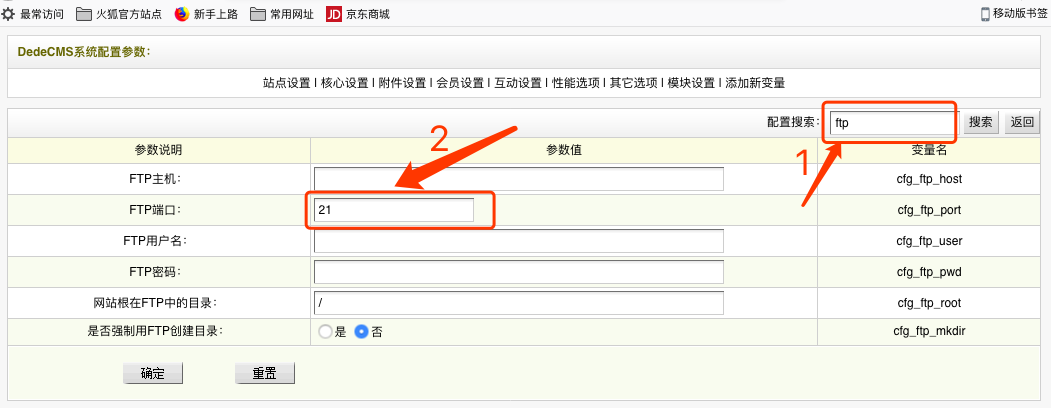 最常访问 火狐官方站点 新手上路 常用网址 JD 京东商城 移动版书签
DedeCMS系统配置参数：
站点设置 | 核心设置 | 附件设置 | 会员设置 | 互动设置 | 性能选项 | 其它选项 | 模块设置 | 添加新变量
配置搜索： ftp 搜索 返回
2
1
参数说明 参数值 变量名
FTP主机： cfg_ftp_host
FTP端口： 21 cfg_ftp_port
FTP用户名： cfg_ftp_user
FTP密码： cfg_ftp_pwd
网站根在FTP中的目录： / cfg_ftp_root
是否强制用FTP创建目录： 是 否 cfg_ftp_mkdir
确定 重置